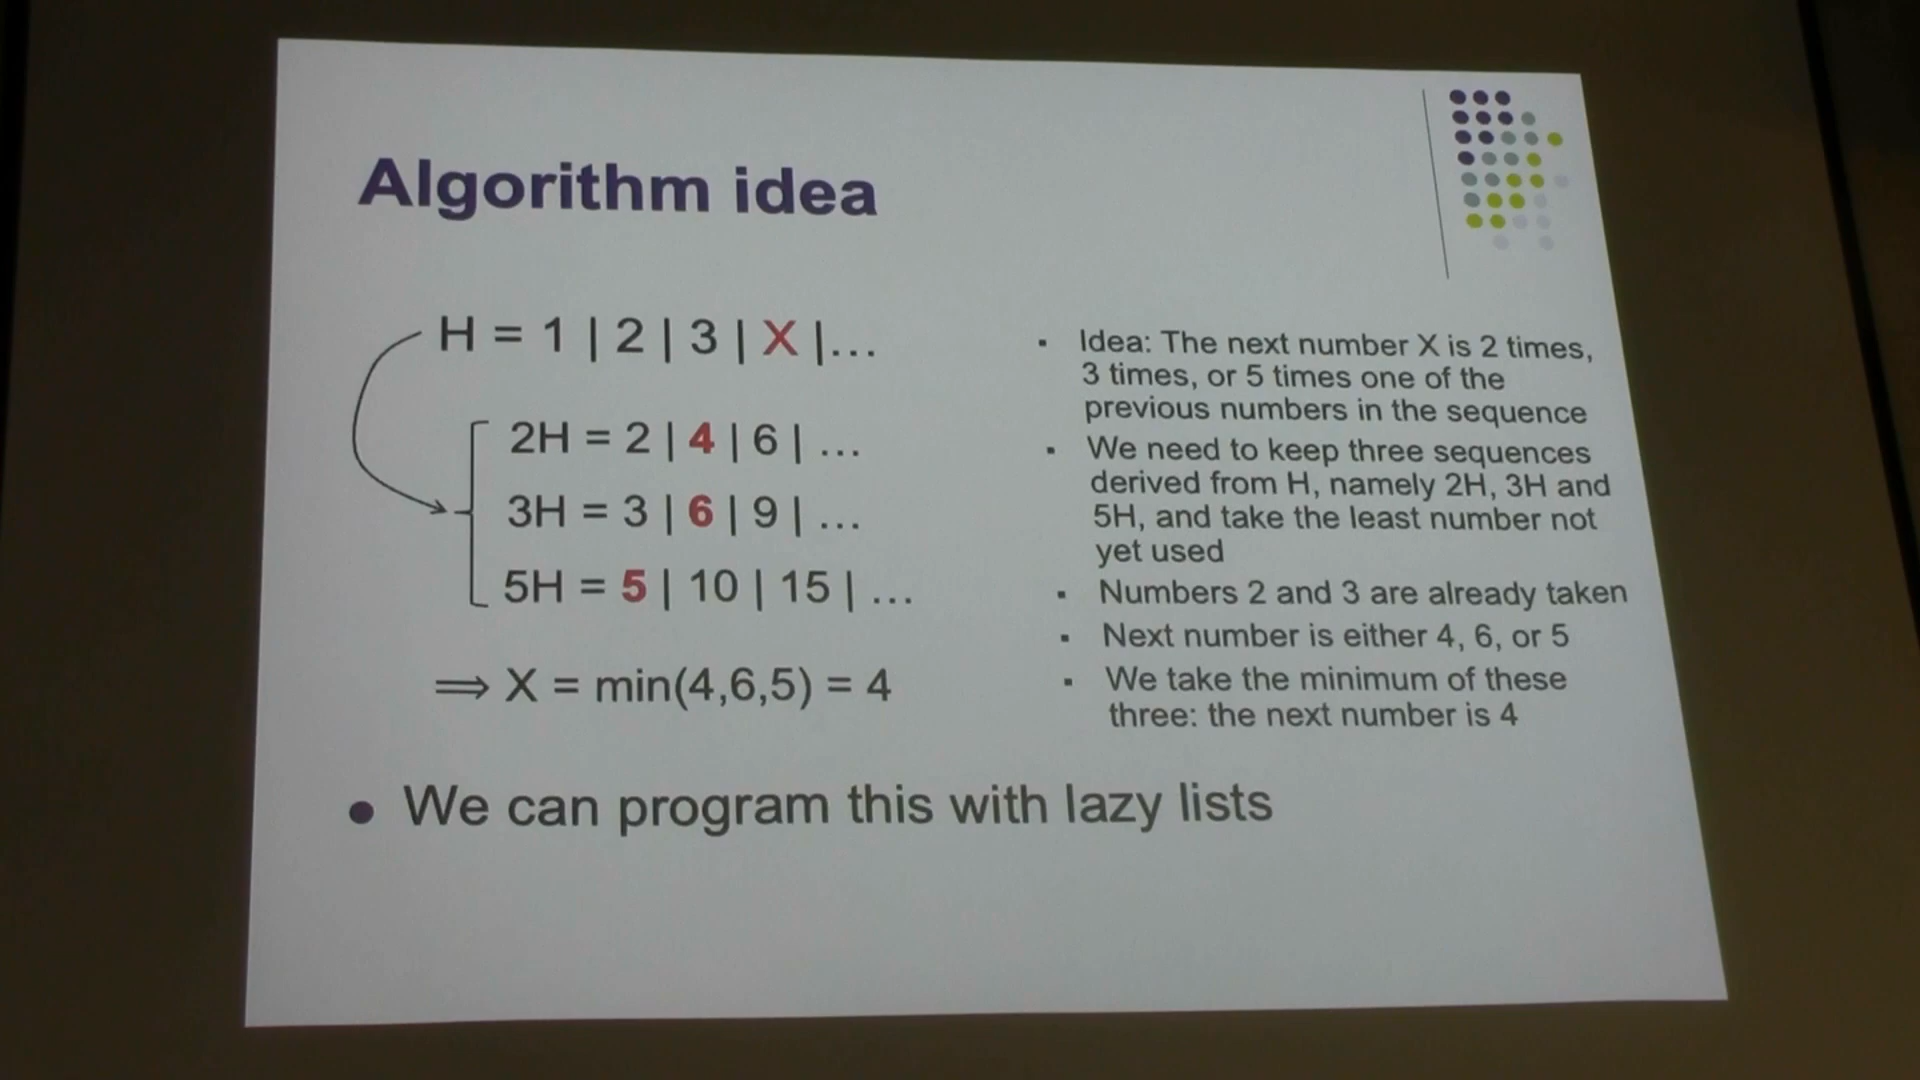 Algorithm idea
H = 1 | 2 | 3 | X |...
2H = 2 | 4 | 6 | ...
3H = 3 | 6 | 9 | ...
5H = 5 | 10 | 15 | ...
⟹ X = min(4,6,5) = 4
▪ Idea: The next number X is 2 times,
3 times, or 5 times one of the
previous numbers in the sequence
▪ We need to keep three sequences
derived from H, namely 2H, 3H and
5H, and take the least number not
yet used
▪ Numbers 2 and 3 are already taken
▪ Next number is either 4, 6, or 5
▪ We take the minimum of these
three: the next number is 4
● We can program this with lazy lists